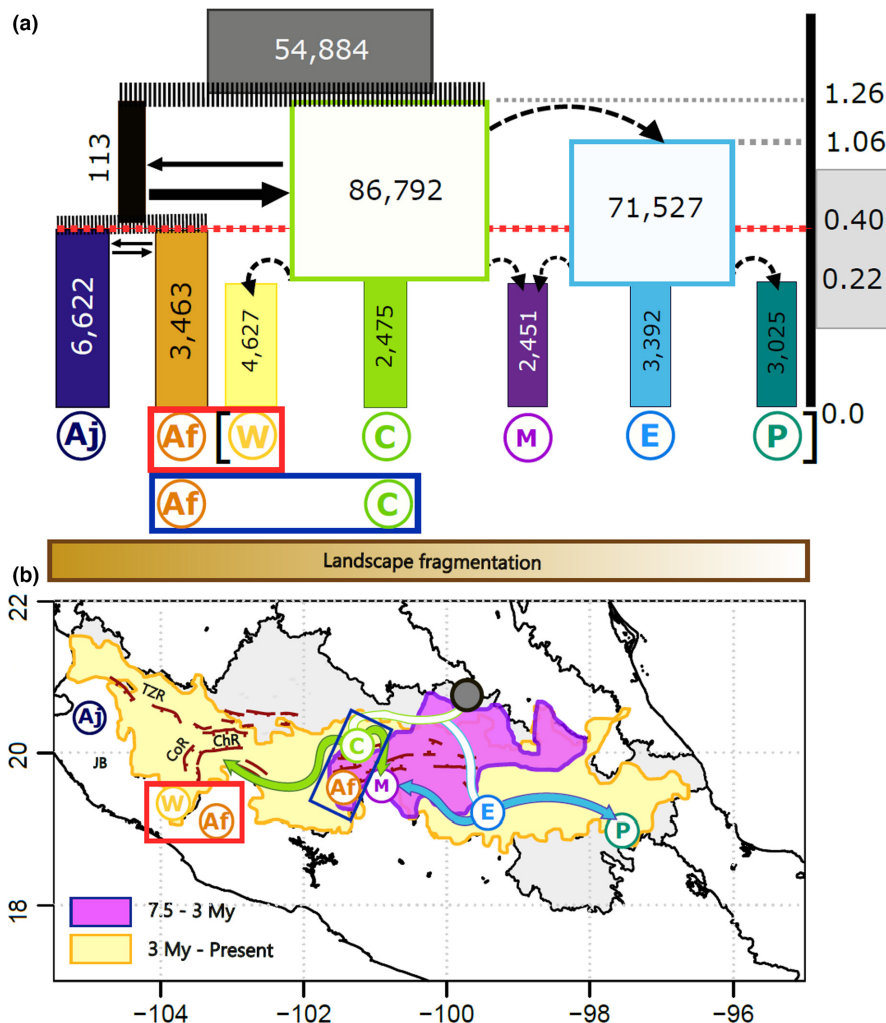 (a)
54,884
1.26
113
1.06
86,792
71,527
0.40
0.22
6,622
3,463
4,627
2,475
2,451
3,392
3,025
0.0
Aj
Af
[
W
C
M
E
P
]
Af
C
Landscape fragmentation
(b)
22
TZR
Aj
20
CoR
ChR
C
JB
Af
M
W
Af
E
P
18
7.5 - 3 My
3 My - Present
−104
−102
−100
−98
−96